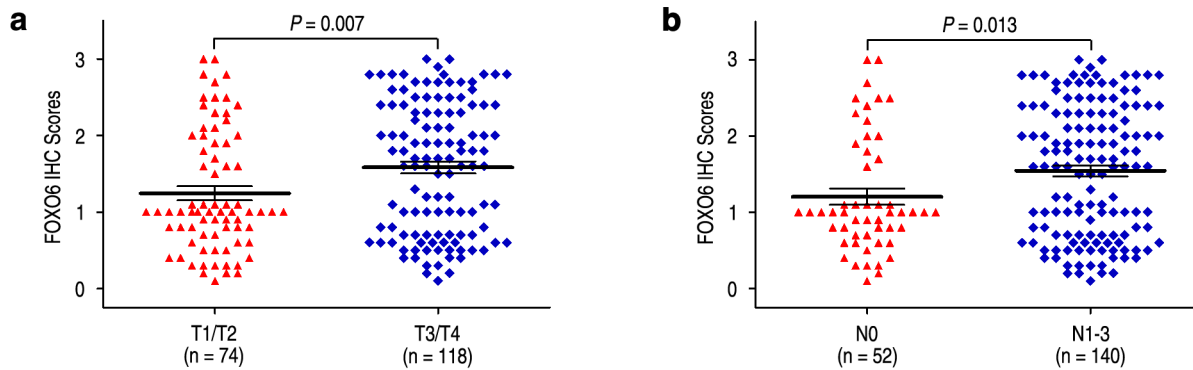 a
P = 0.007
FOXO6 IHC Scores
3
2
1
0
T1/T2
(n = 74)
T3/T4
(n = 118)
b
P = 0.013
FOXO6 IHC Scores
3
2
1
0
N0
(n = 52)
N1-3
(n = 140)